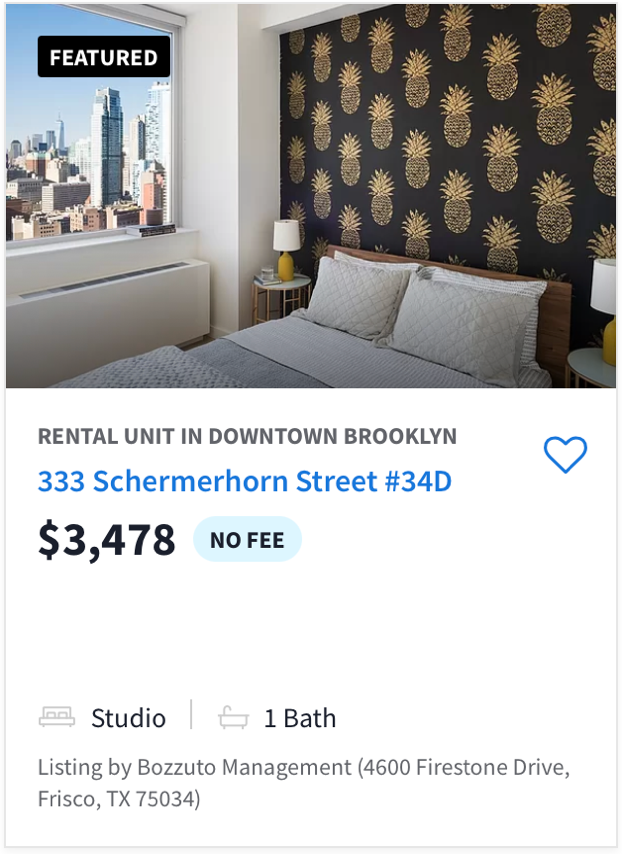 FEATURED
RENTAL UNIT IN DOWNTOWN BROOKLYN
333 Schermerhorn Street #34D
$3,478 NO FEE
Studio 1 Bath
Listing by Bozzuto Management (4600 Firestone Drive,
Frisco, TX 75034)